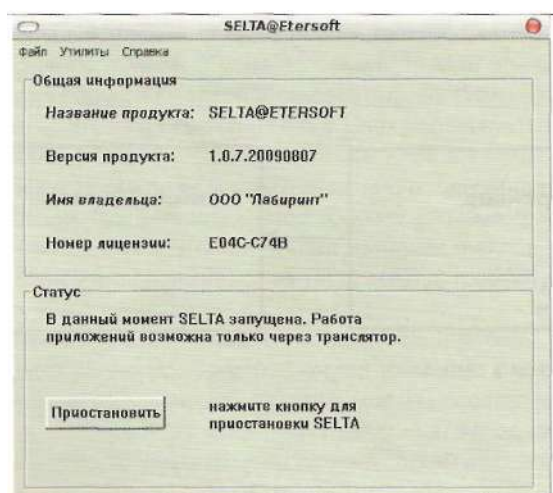 SELTA@Etersoft
Файл Утилиты Справка
Общая информация
Название продукта: SELTA@ETERSOFT
Версия продукта: 1.0.7.20090807
Имя владельца: ООО "Лабиринт"
Номер лицензии: E04C-C74B
Статус
В данный момент SELTA запущена. Работа
приложений возможна только через транслятор.
Приостановить
нажмите кнопку для
приостановки SELTA